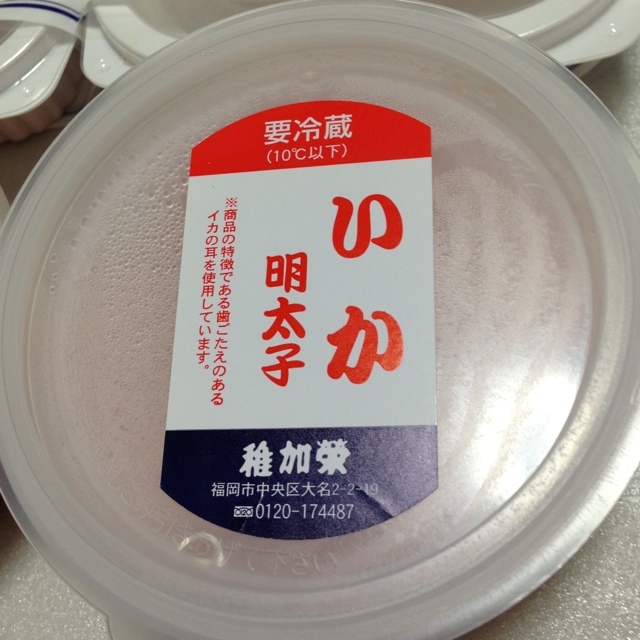 要冷蔵
(10℃以下)
いか
明太子
※商品の特徴である歯ごたえのある
イカの耳を使用しています。
稚加榮
福岡市中央区大名2-2-19
0120-174487